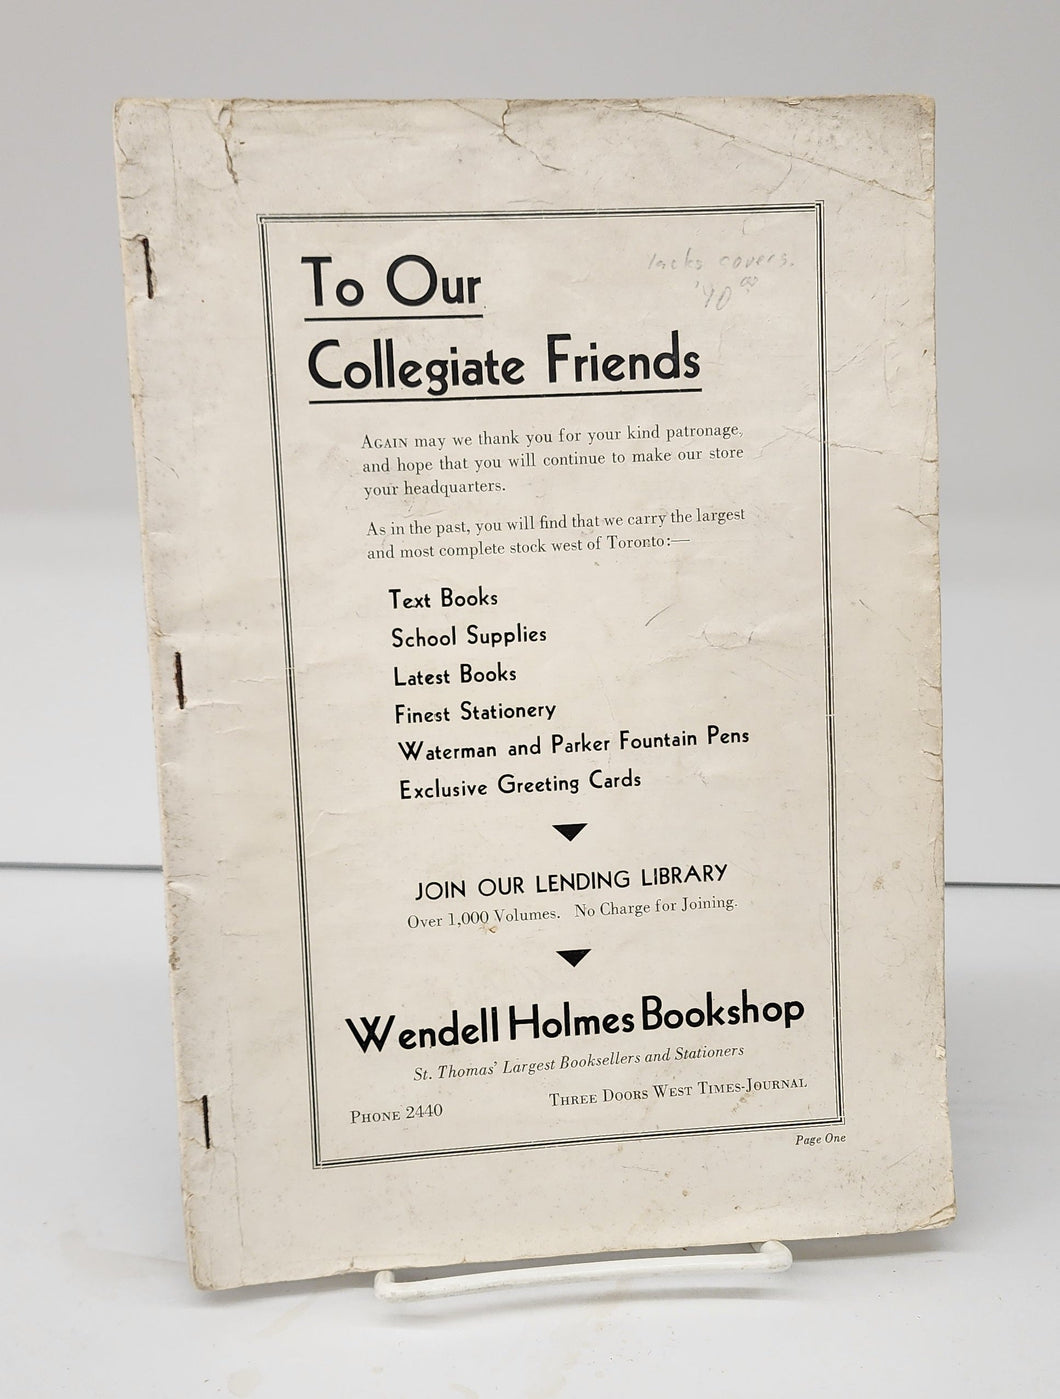 To Our
lacks covers.
Collegiate Friends
AGAIN may we thank you for your kind patronage,
and hope that you will continue to make our store
your headquarters.
As in the past, you will find that we carry the largest
and most complete stock west of Toronto:—
Text Books
School Supplies
Latest Books
Finest Stationery
Waterman and Parker Fountain Pens
Exclusive Greeting Cards
JOIN OUR LENDING LIBRARY
Over 1,000 Volumes. No Charge for Joining.
Wendell Holmes Bookshop
St. Thomas' Largest Booksellers and Stationers
PHONE 2440
THREE DOORS WEST TIMES-JOURNAL
Page One